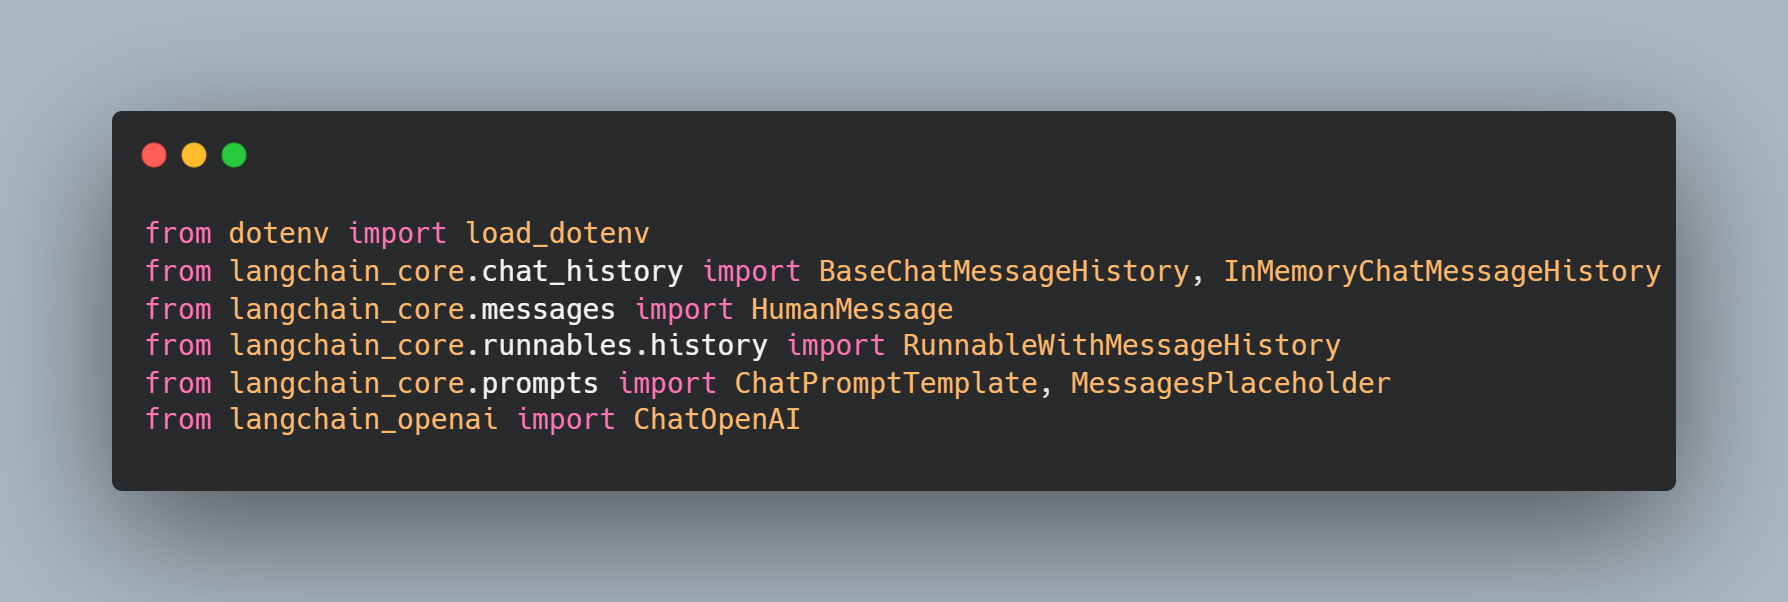 from dotenv import load_dotenv
from langchain_core.chat_history import BaseChatMessageHistory, InMemoryChatMessageHistory
from langchain_core.messages import HumanMessage
from langchain_core.runnables.history import RunnableWithMessageHistory
from langchain_core.prompts import ChatPromptTemplate, MessagesPlaceholder
from langchain_openai import ChatOpenAI